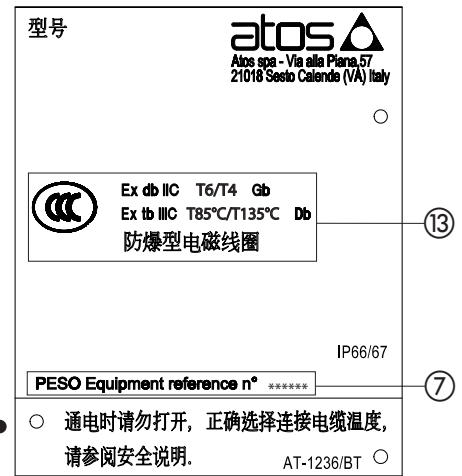 型号
atos
Atos spa - Via alla Piana,57
21018 Sesto Calende (VA) Italy
CCC
Ex db IIC T6/T4 Gb
Ex tb IIIC T85°C/T135°C Db
防爆型电磁线圈
⑬
IP66/67
PESO Equipment reference n° ******
⑦
通电时请勿打开, 正确选择连接电缆温度,
请参阅安全说明.
AT-1236/BT